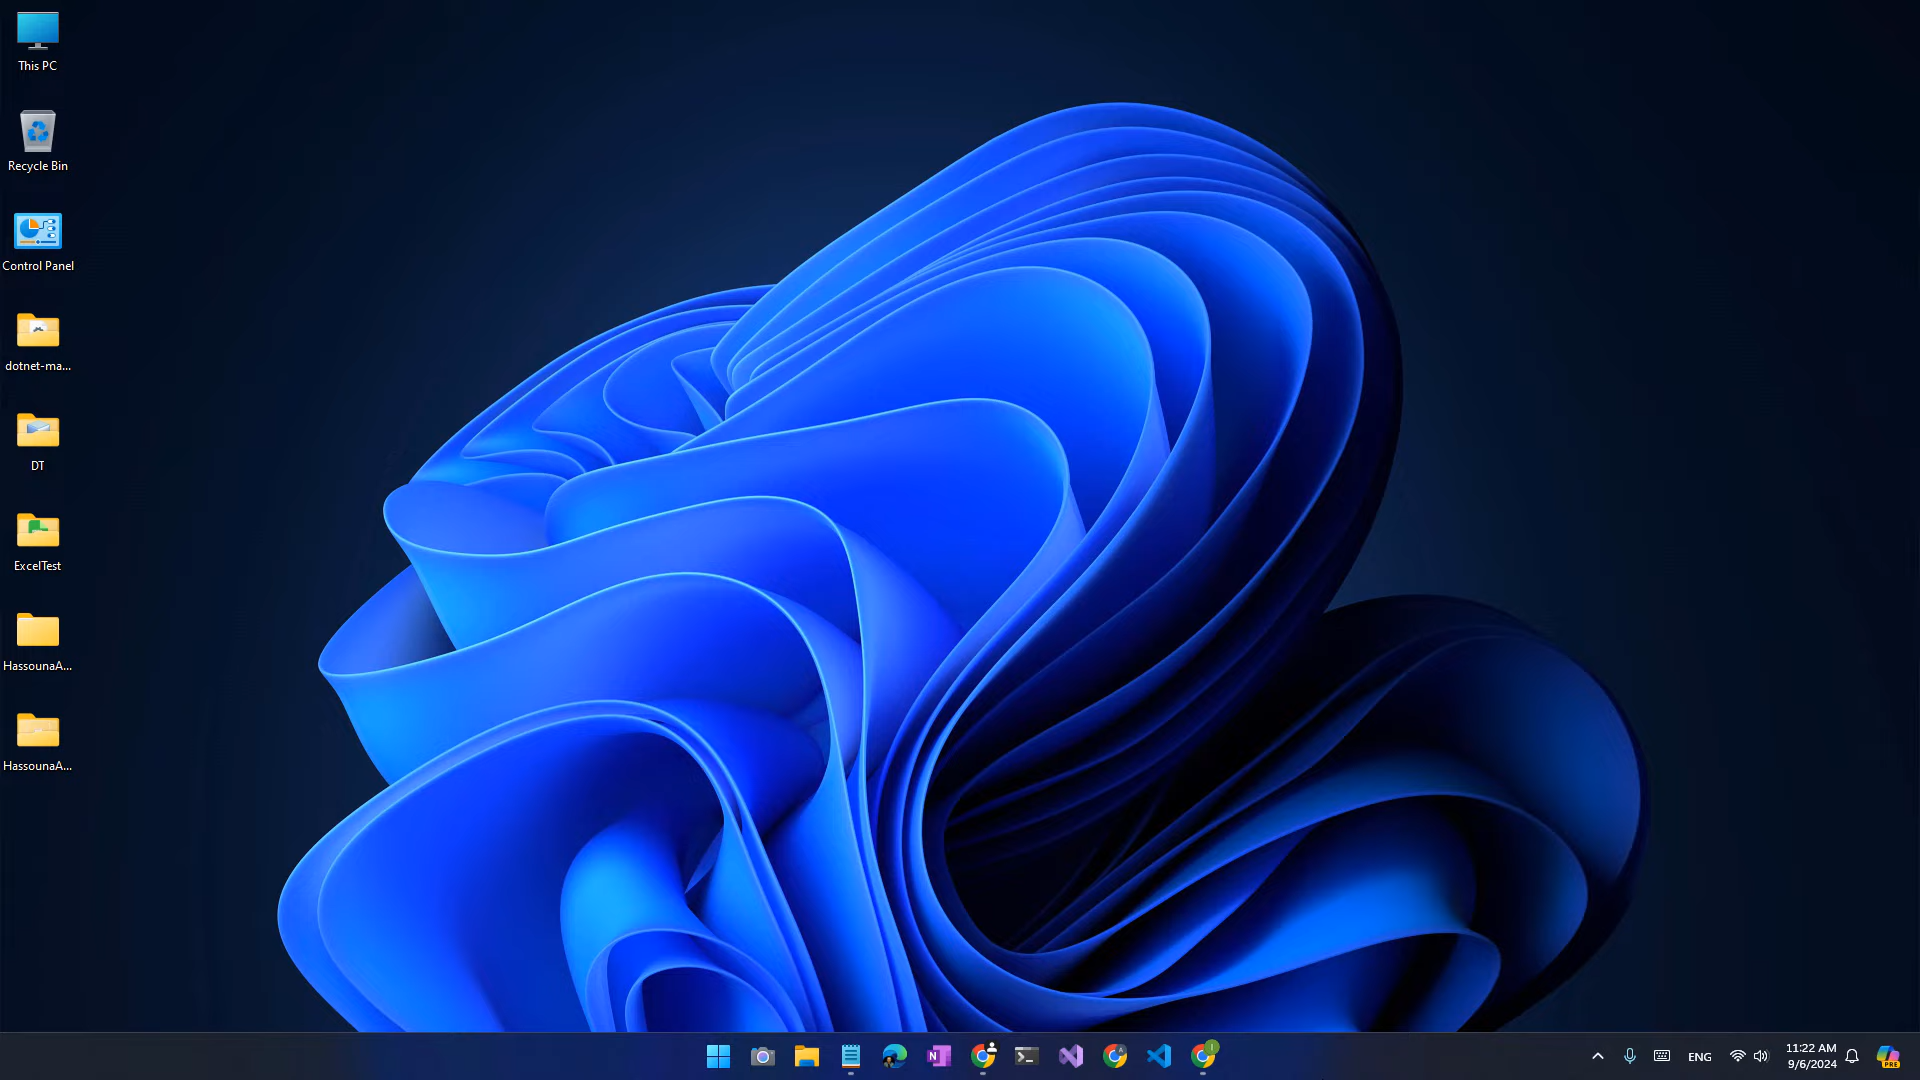 This PC
Recycle Bin
Control Panel
dotnet-ma...
DT
ExcelTest
HassounaA...
HassounaA...
ENG
11:22 AM
9/6/2024